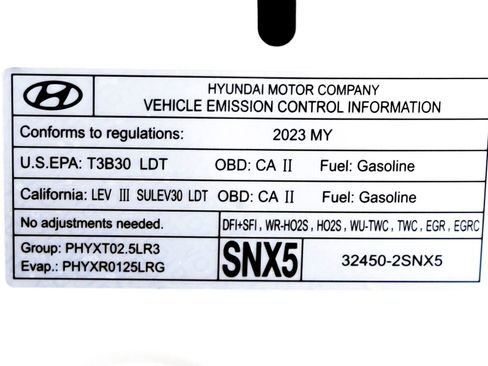 HYUNDAI MOTOR COMPANY
VEHICLE EMISSION CONTROL INFORMATION
Conforms to regulations: 2023 MY
U.S.EPA: T3B30 LDT OBD: CA II Fuel: Gasoline
California: LEV III SULEV30 LDT OBD: CA II Fuel: Gasoline
No adjustments needed. DFI+SFI, WR-HO2S, HO2S, WU-TWC, TWC, EGR, EGRC
Group: PHYXT02.5LR3
Evap.: PHYXR0125LRG
SNX5 32450-2SNX5